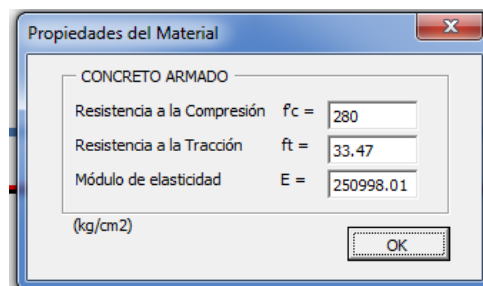 Propiedades del Material
CONCRETO ARMADO
Resistencia a la Compresión f'c = 280
Resistencia a la Tracción ft = 33.47
Módulo de elasticidad E = 250998.01
(kg/cm2)
OK